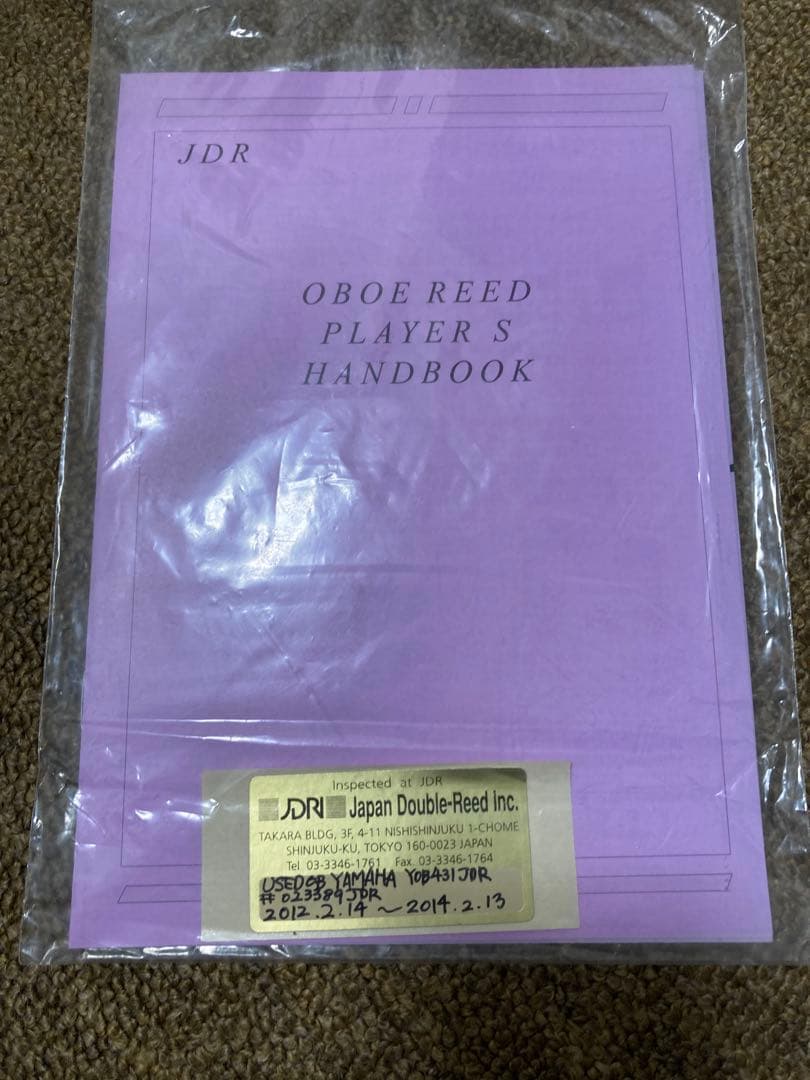 JDR
OBOE REED
PLAYER S
HANDBOOK
Inspected at JDR
JDRI Japan Double-Reed inc.
TAKARA BLDG, 3F, 4-11 NISHISHINJUKU 1-CHOME
SHINJUKU-KU, TOKYO 160-0023 JAPAN
Tel. 03-3346-1761 Fax. 03-3346-1764
USED OB YAMAHA YOB431JDR
# 023389JDR
2012.2.14 ~ 2014.2.13